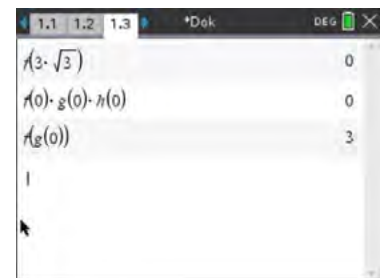 1.1 1.2 1.3 *Dok DEG
f(3·√3) 0
f(0)·g(0)·h(0) 0
f(g(0)) 3